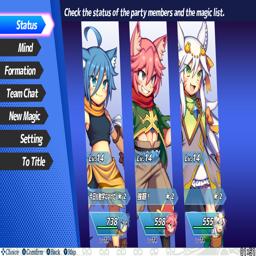 Check the status of the party members and the magic list.
Status
Mind
Formation
Team Chat
New Magic
Setting
To Title
Lv.14
Lv.14
Lv.14
738
598
555
Choice Confirm Back Flip